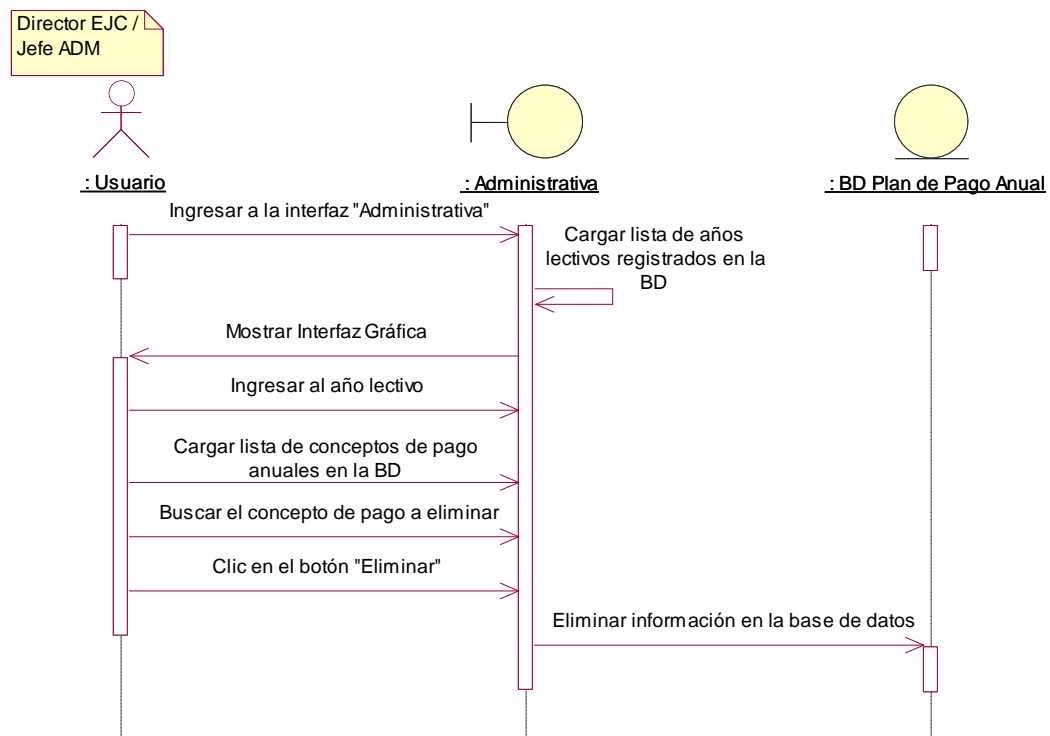 Director EJC /
Jefe ADM
: Usuario
: Administrativa
: BD Plan de Pago Anual
Ingresar a la interfaz "Administrativa"
Cargar lista de años
lectivos registrados en la
BD
Mostrar Interfaz Gráfica
Ingresar al año lectivo
Cargar lista de conceptos de pago
anuales en la BD
Buscar el concepto de pago a eliminar
Clic en el botón "Eliminar"
Eliminar información en la base de datos